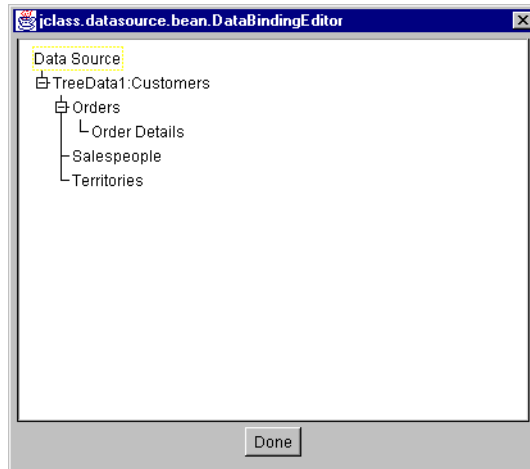 jclass.datasource.bean.DataBindingEditor
Data Source
TreeData1:Customers
Orders
Order Details
Salespeople
Territories
Done